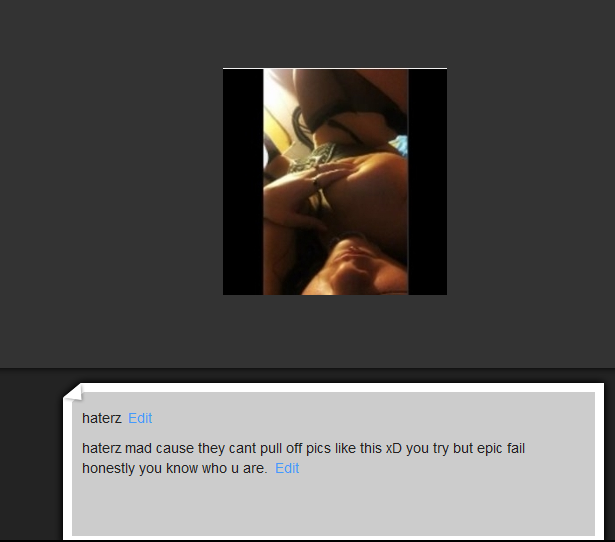 haterz Edit
haterz mad cause they cant pull off pics like this xD you try but epic fail
honestly you know who u are. Edit